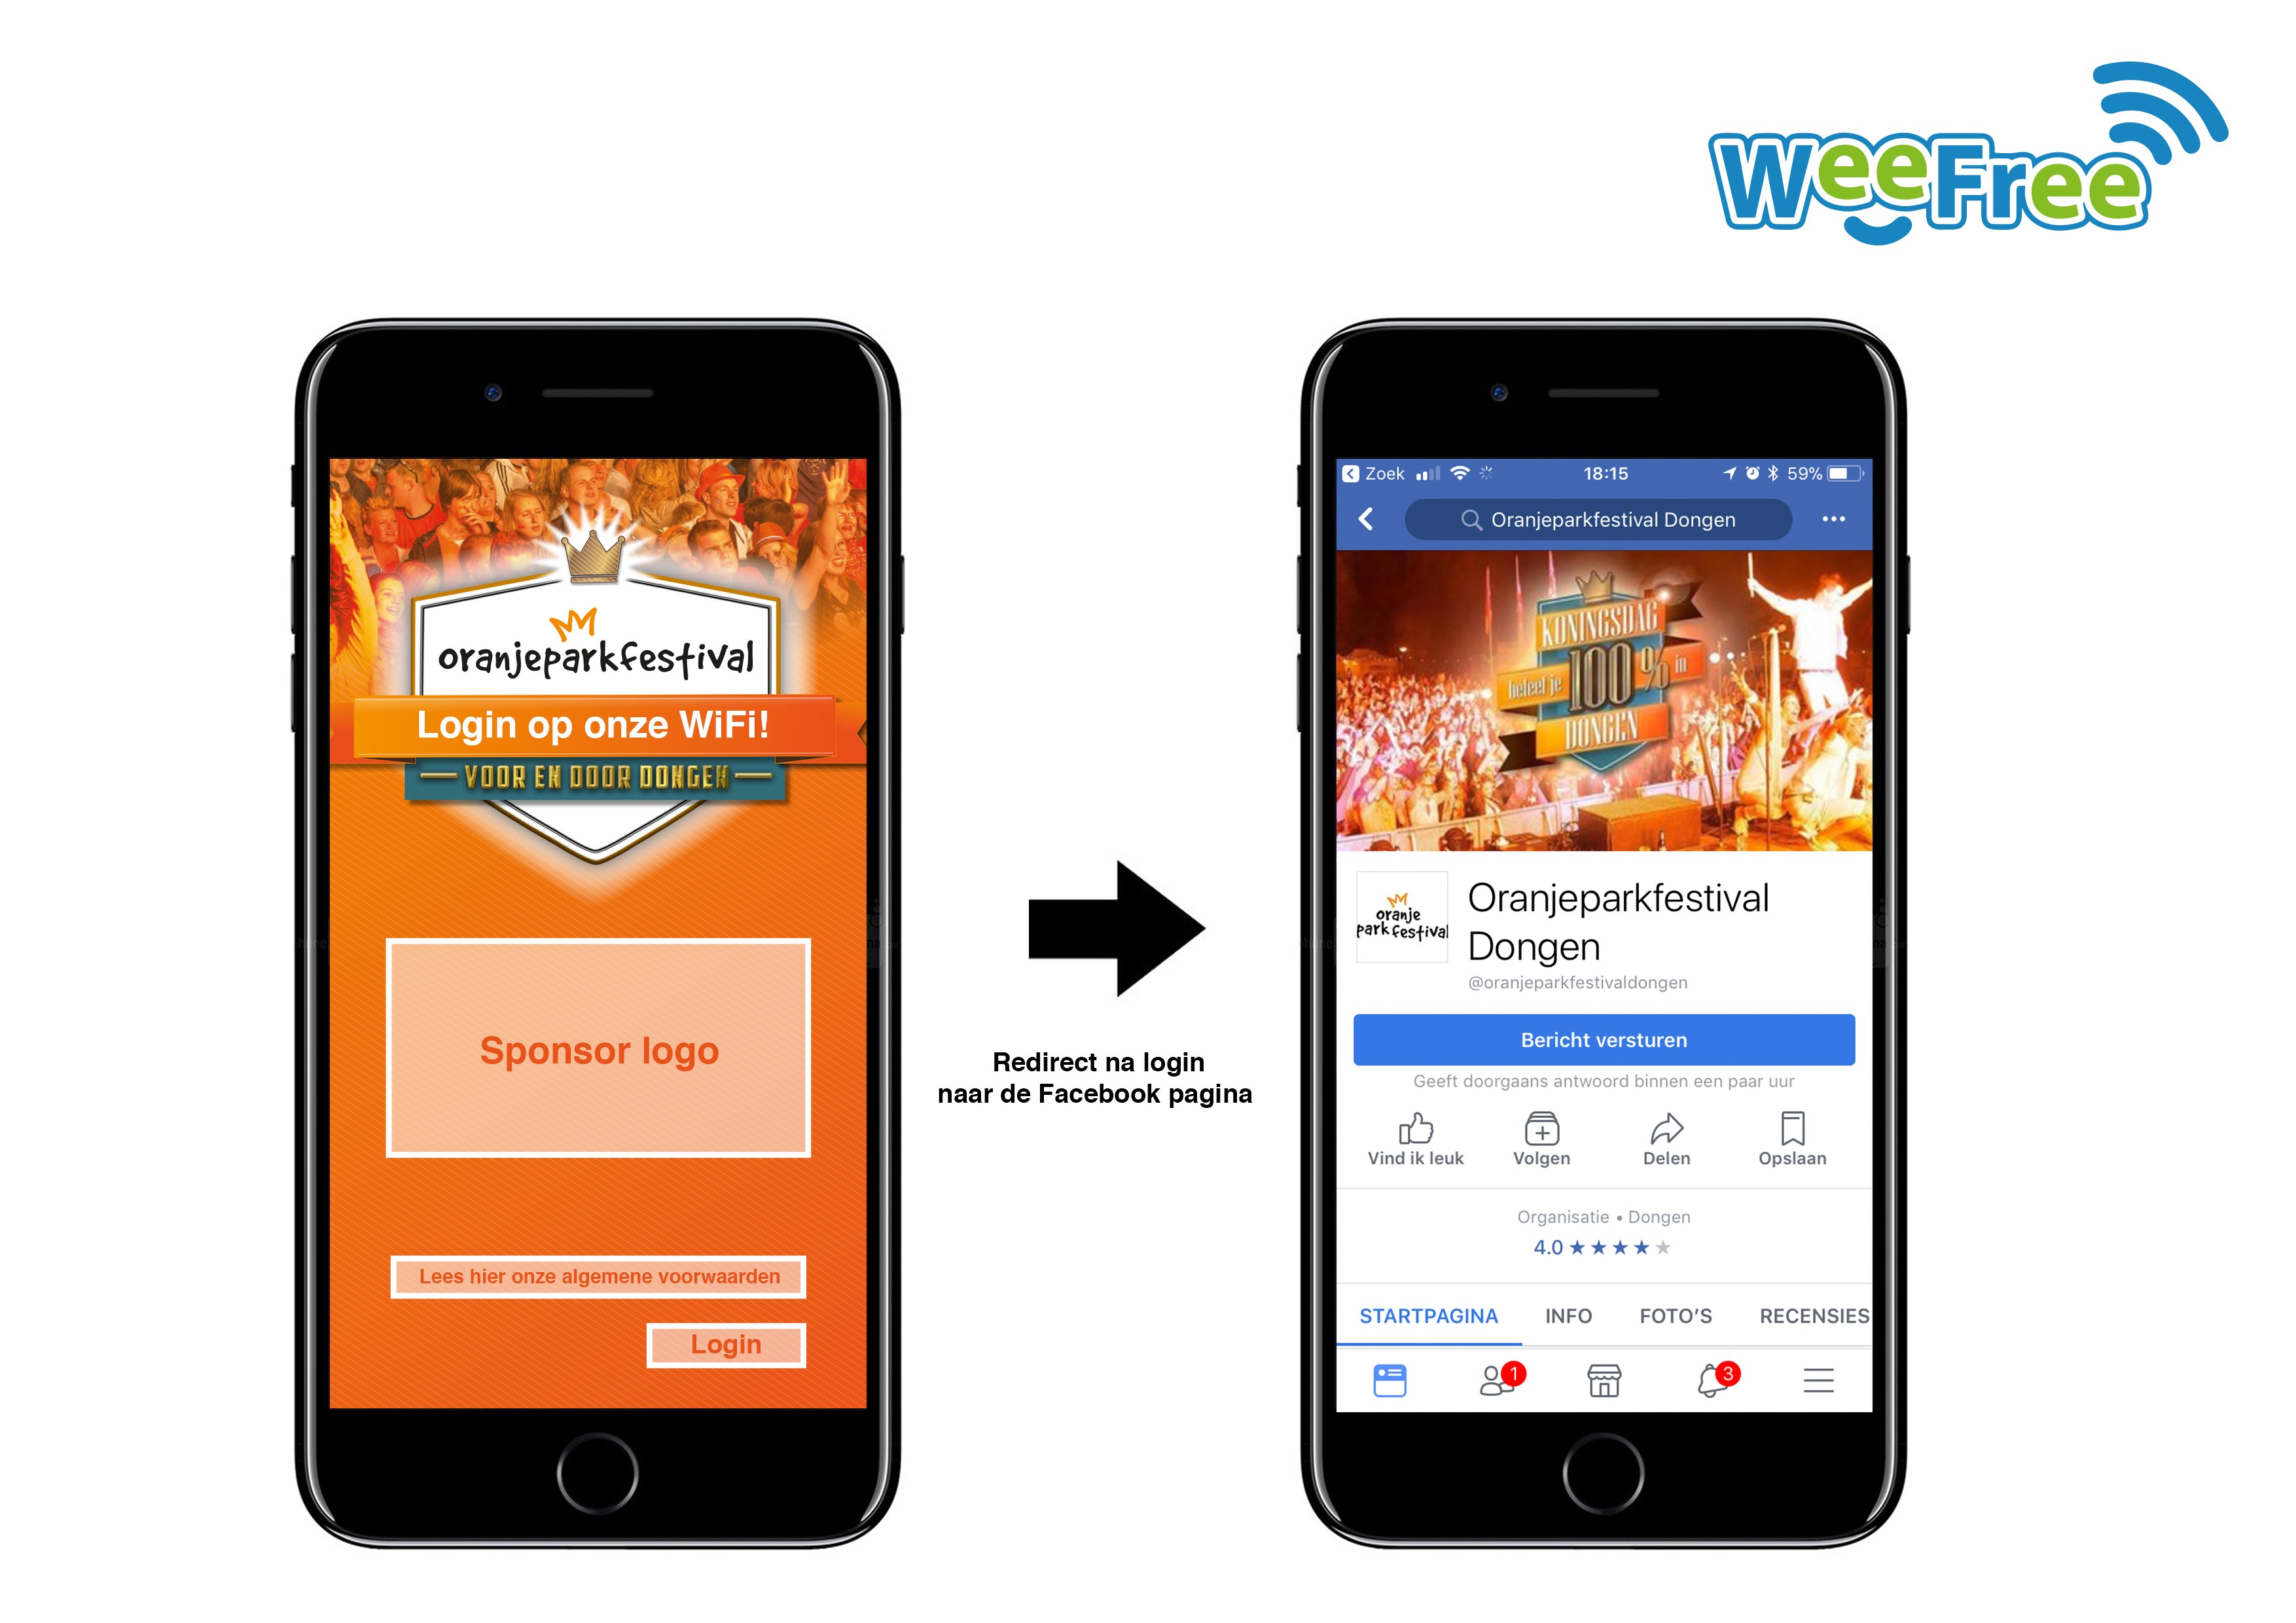 WeeFree
oranjeparkfestival
Login op onze WiFi!
VOOR EN DOOR DONGEN
Sponsor logo
Lees hier onze algemene voorwaarden
Login
Redirect na login
naar de Facebook pagina
Zoek
18:15
59%
Oranjeparkfestival Dongen
KONINGSDAG
beleef je 100% in
DONGEN
oranje
parkfestival
Oranjeparkfestival
Dongen
@oranjeparkfestivaldongen
Bericht versturen
Geeft doorgaans antwoord binnen een paar uur
Vind ik leuk
Volgen
Delen
Opslaan
Organisatie • Dongen
4.0 ★★★★★
STARTPAGINA
INFO
FOTO'S
RECENSIES
1
3